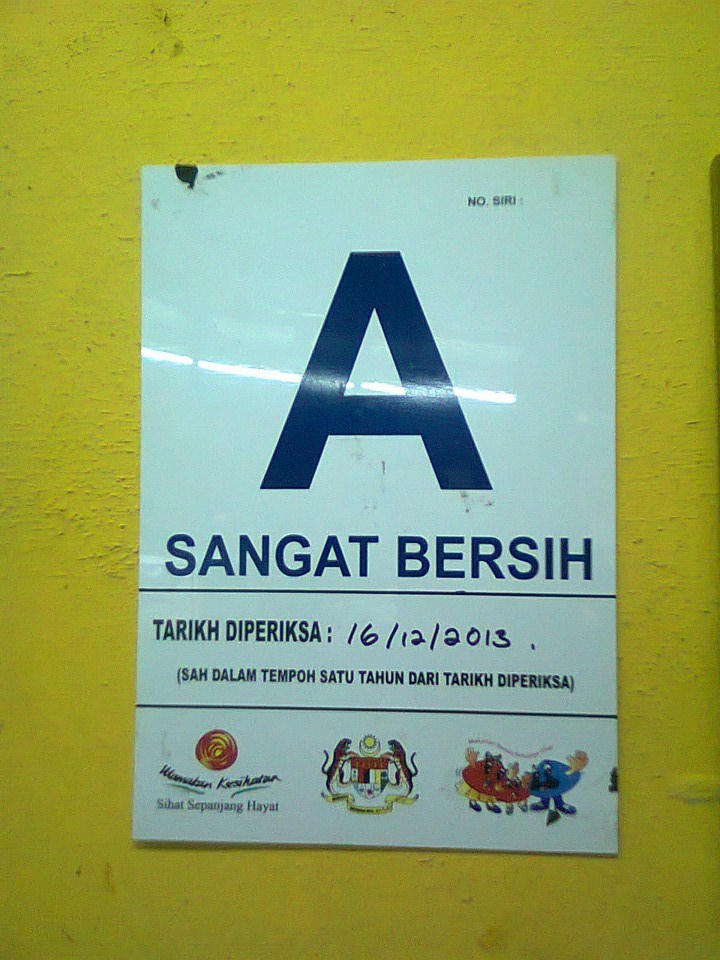 NO. SIRI :
A
SANGAT BERSIH
TARIKH DIPERIKSA : 16/12/2013 .
(SAH DALAM TEMPOH SATU TAHUN DARI TARIKH DIPERIKSA)
Utamakan Kesihatan
Sihat Sepanjang Hayat